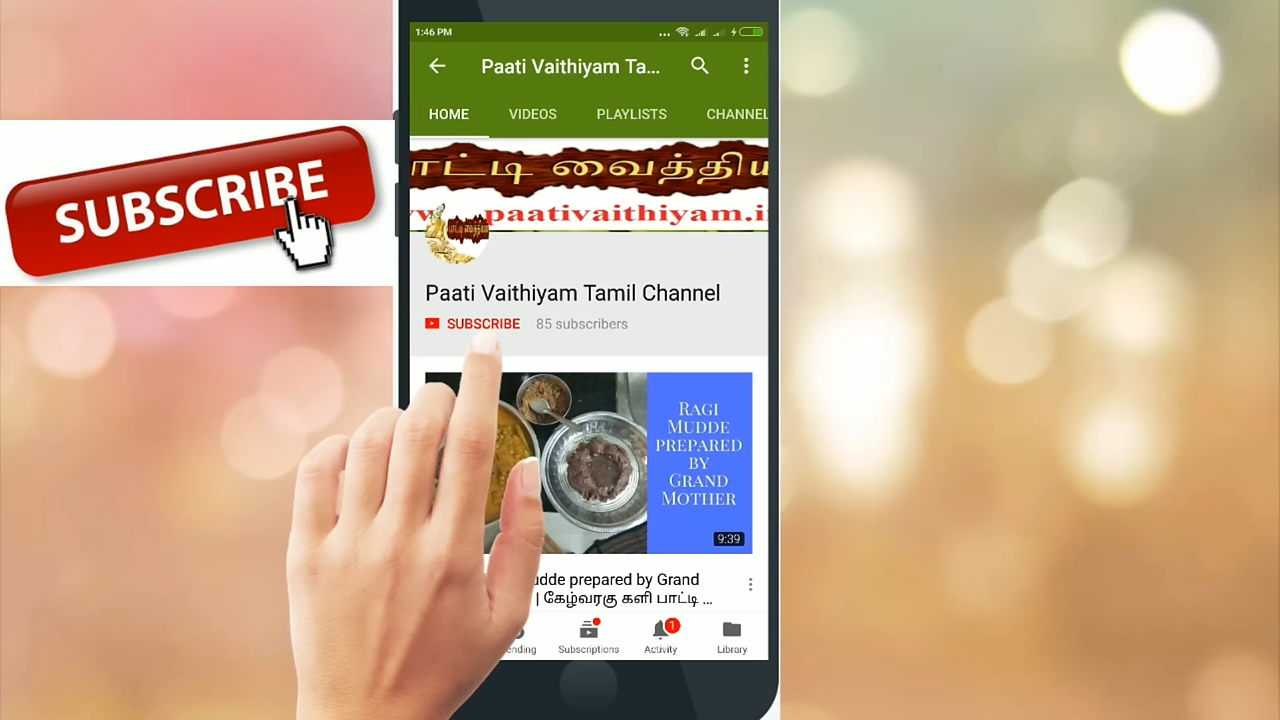 1:46 PM
Paati Vaithiyam Ta...
HOME VIDEOS PLAYLISTS CHANNEL
SUBSCRIBE
பாட்டி வைத்திய
paativaithiyam.i
Paati Vaithiyam Tamil Channel
SUBSCRIBE 85 subscribers
RAGI
MUDDE
PREPARED
BY
GRAND
MOTHER
9:39
udde prepared by Grand
| கேழ்வரகு களி பாட்டி ...
1
ending Subscriptions Activity Library